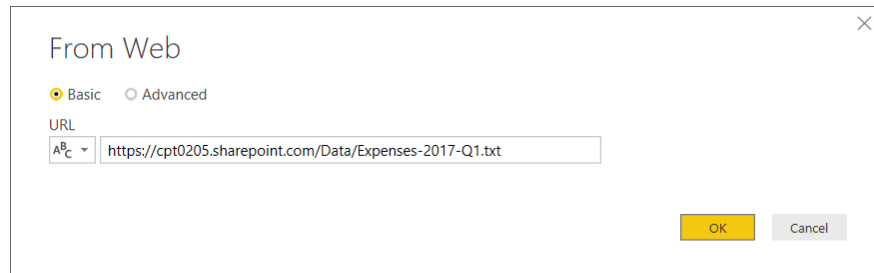 From Web
Basic Advanced
URL
ABC https://cpt0205.sharepoint.com/Data/Expenses-2017-Q1.txt
OK Cancel